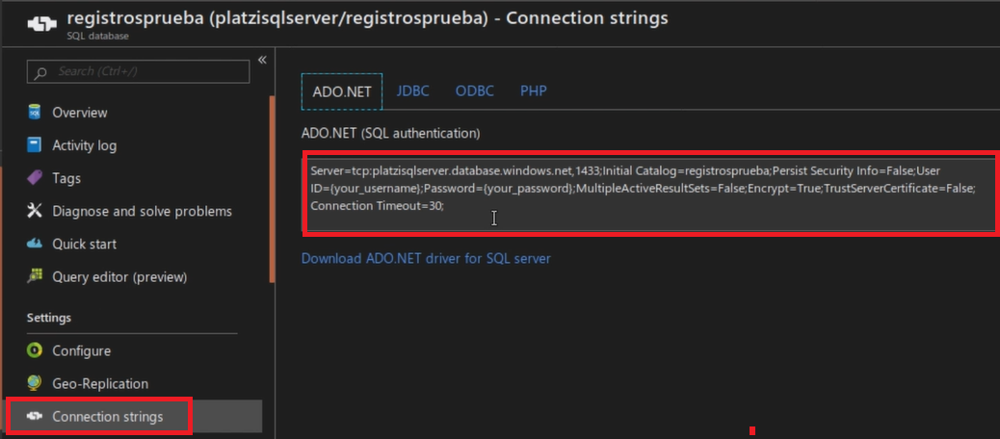 registrosprueba (platzisqlserver/registrosprueba) - Connection strings
SQL database
Search (Ctrl+/)
«
Overview
Activity log
Tags
Diagnose and solve problems
Quick start
Query editor (preview)
Settings
Configure
Geo-Replication
Connection strings
ADO.NET JDBC ODBC PHP
ADO.NET (SQL authentication)
Server=tcp:platzisqlserver.database.windows.net,1433;Initial Catalog=registrosprueba;Persist Security Info=False;User
ID={your_username};Password={your_password};MultipleActiveResultSets=False;Encrypt=True;TrustServerCertificate=False;
Connection Timeout=30;
Download ADO.NET driver for SQL server